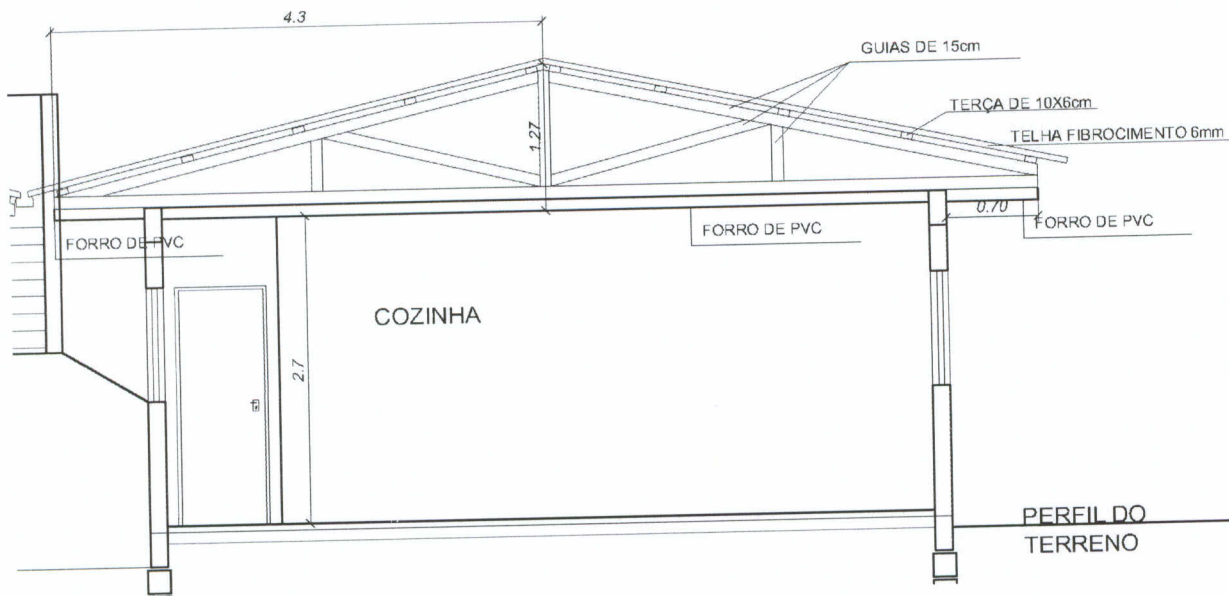 4.3
GUIAS DE 15cm
TERÇA DE 10X6cm
1.27
TELHA FIBROCIMENTO 6mm
0.70
FORRO DE PVC
FORRO DE PVC
FORRO DE PVC
COZINHA
2.7
PERFIL DO
TERRENO